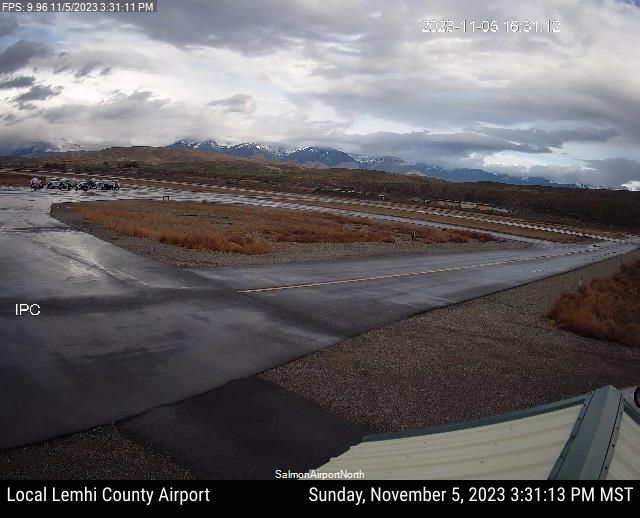 FPS: 9.96 11/5/2023 3:31:11 PM
2023-11-05 15:31:12
IPC
SalmonAirportNorth
Local Lemhi County Airport Sunday, November 5, 2023 3:31:13 PM MST